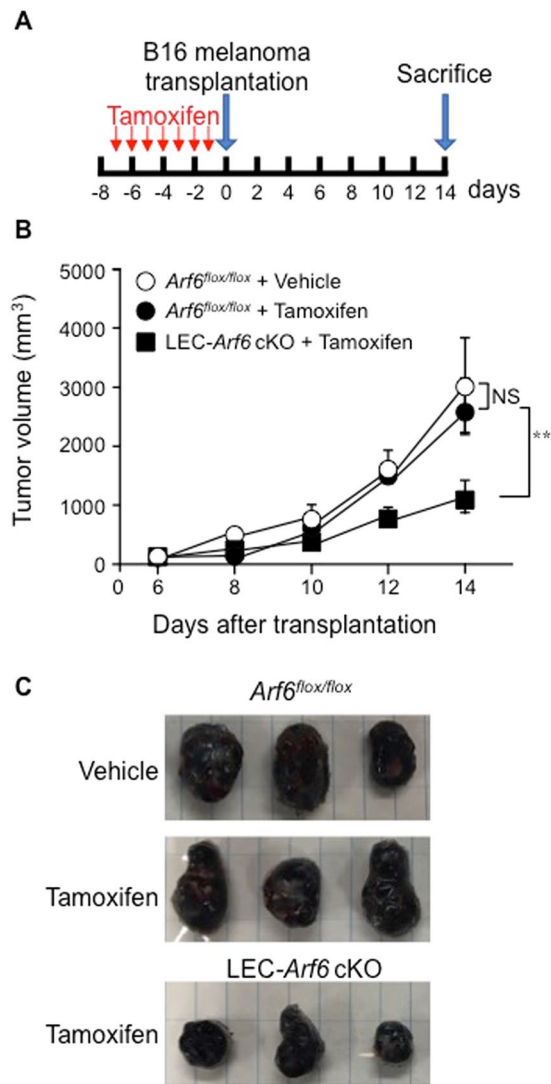 A
B16 melanoma
transplantation
Sacrifice
Tamoxifen
-8 -6 -4 -2 0 2 4 6 8 10 12 14 days
B
Arf6flox/flox + Vehicle
Arf6flox/flox + Tamoxifen
LEC-Arf6 cKO + Tamoxifen
Tumor volume (mm3)
5000
4000
3000
2000
1000
0
NS
**
0 6 8 10 12 14
Days after transplantation
C
Arf6flox/flox
Vehicle
Tamoxifen
LEC-Arf6 cKO
Tamoxifen